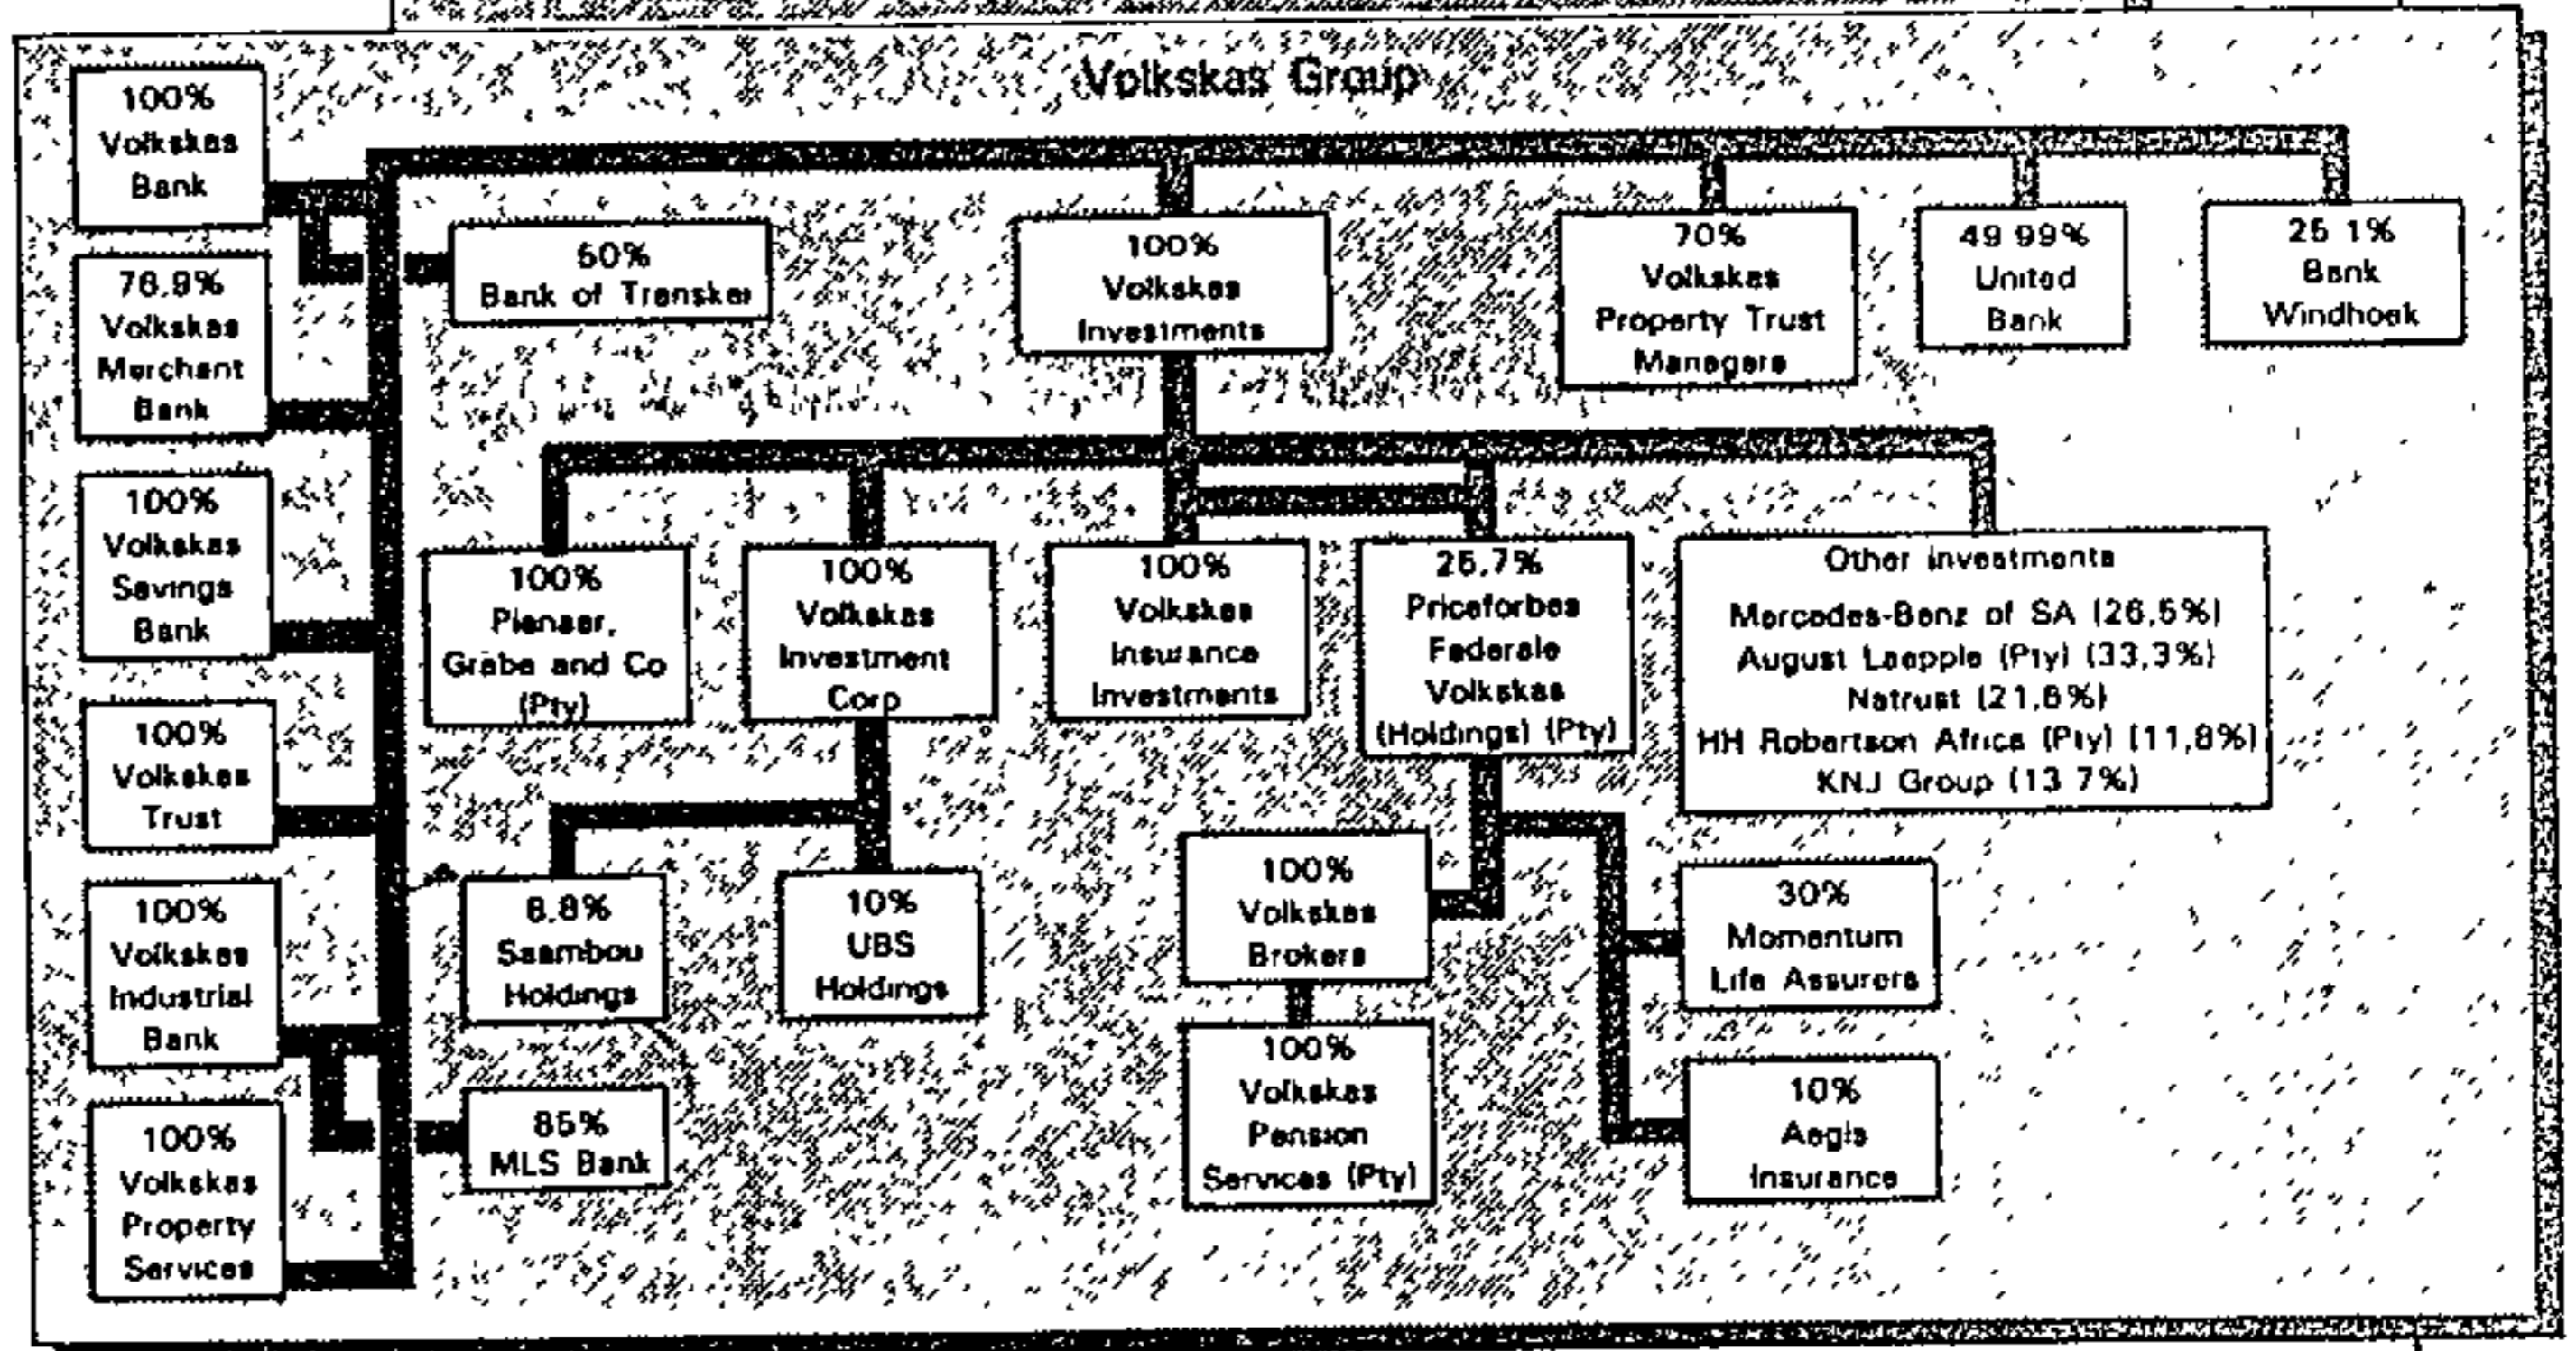 Volkskas Group
100%
Volkskas
Bank
76.9%
Volkskas
Merchant
Bank
100%
Volkskas
Savings
Bank
100%
Volkskas
Trust
100%
Volkskas
Industrial
Bank
100%
Volkskas
Property
Services
50%
Bank of Transkei
100%
Volkskas
Investments
70%
Volkskas
Property Trust
Managers
49 99%
United
Bank
25 1%
Bank
Windhoek
100%
Pienaar,
Grabe and Co
(Pty)
100%
Volkskas
Investment
Corp
100%
Volkskas
Insurance
Investments
25,7%
Priceforbes
Federale
Volkskas
(Holdings) (Pty)
Other investments
Mercedes-Benz of SA (26,5%)
August Laepple (Pty) (33,3%)
Natrust (21,6%)
HH Robertson Africa (Pty) (11,8%)
KNJ Group (13 7%)
8.8%
Saambou
Holdings
10%
UBS
Holdings
85%
MLS Bank
100%
Volkskas
Brokers
100%
Volkskas
Pension
Services (Pty)
30%
Momentum
Life Assurers
10%
Aegis
Insurance